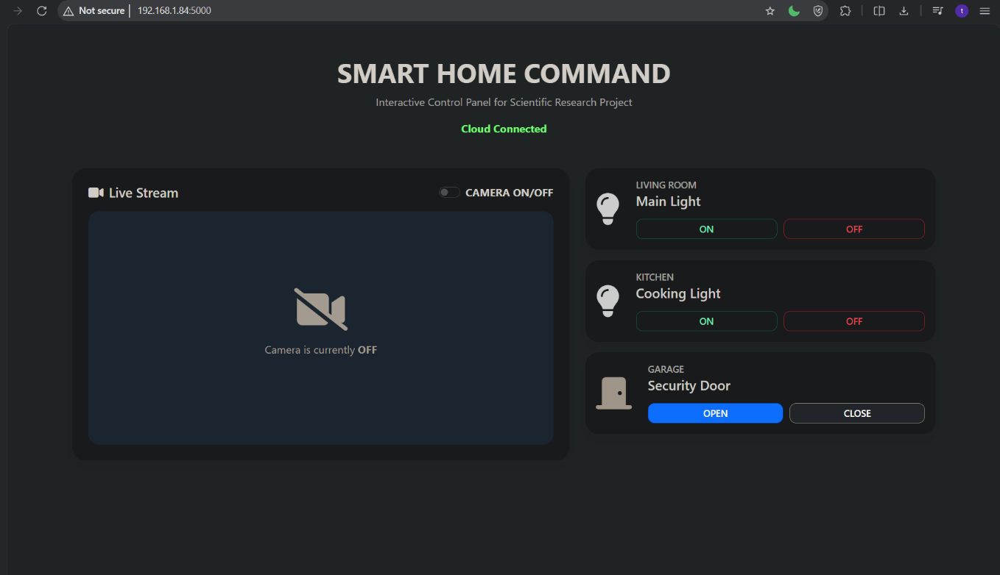 Not secure 192.168.1.84:5000
t
SMART HOME COMMAND
Interactive Control Panel for Scientific Research Project
Cloud Connected
Live Stream
CAMERA ON/OFF
Camera is currently OFF
LIVING ROOM
Main Light
ON OFF
KITCHEN
Cooking Light
ON OFF
GARAGE
Security Door
OPEN CLOSE